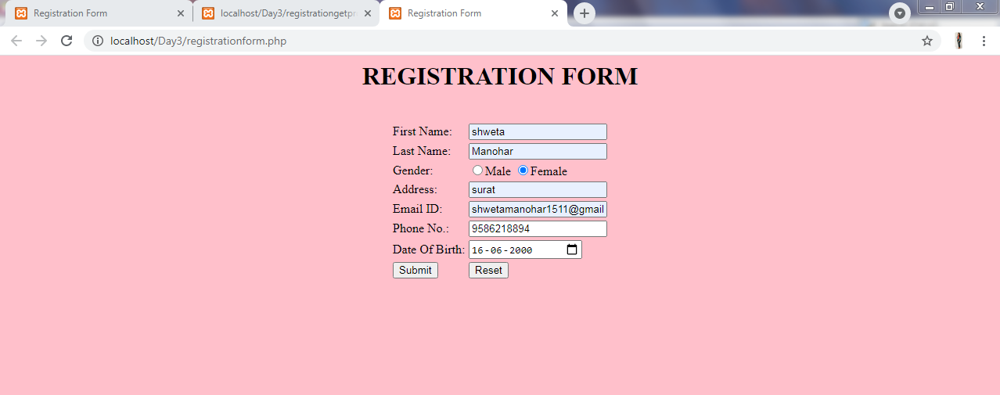 Registration Form
localhost/Day3/registrationgetpr
Registration Form
localhost/Day3/registrationform.php
REGISTRATION FORM
First Name: shweta
Last Name: Manohar
Gender: Male Female
Address: surat
Email ID: shwetamanohar1511@gmail
Phone No.: 9586218894
Date Of Birth: 16-06-2000
Submit Reset